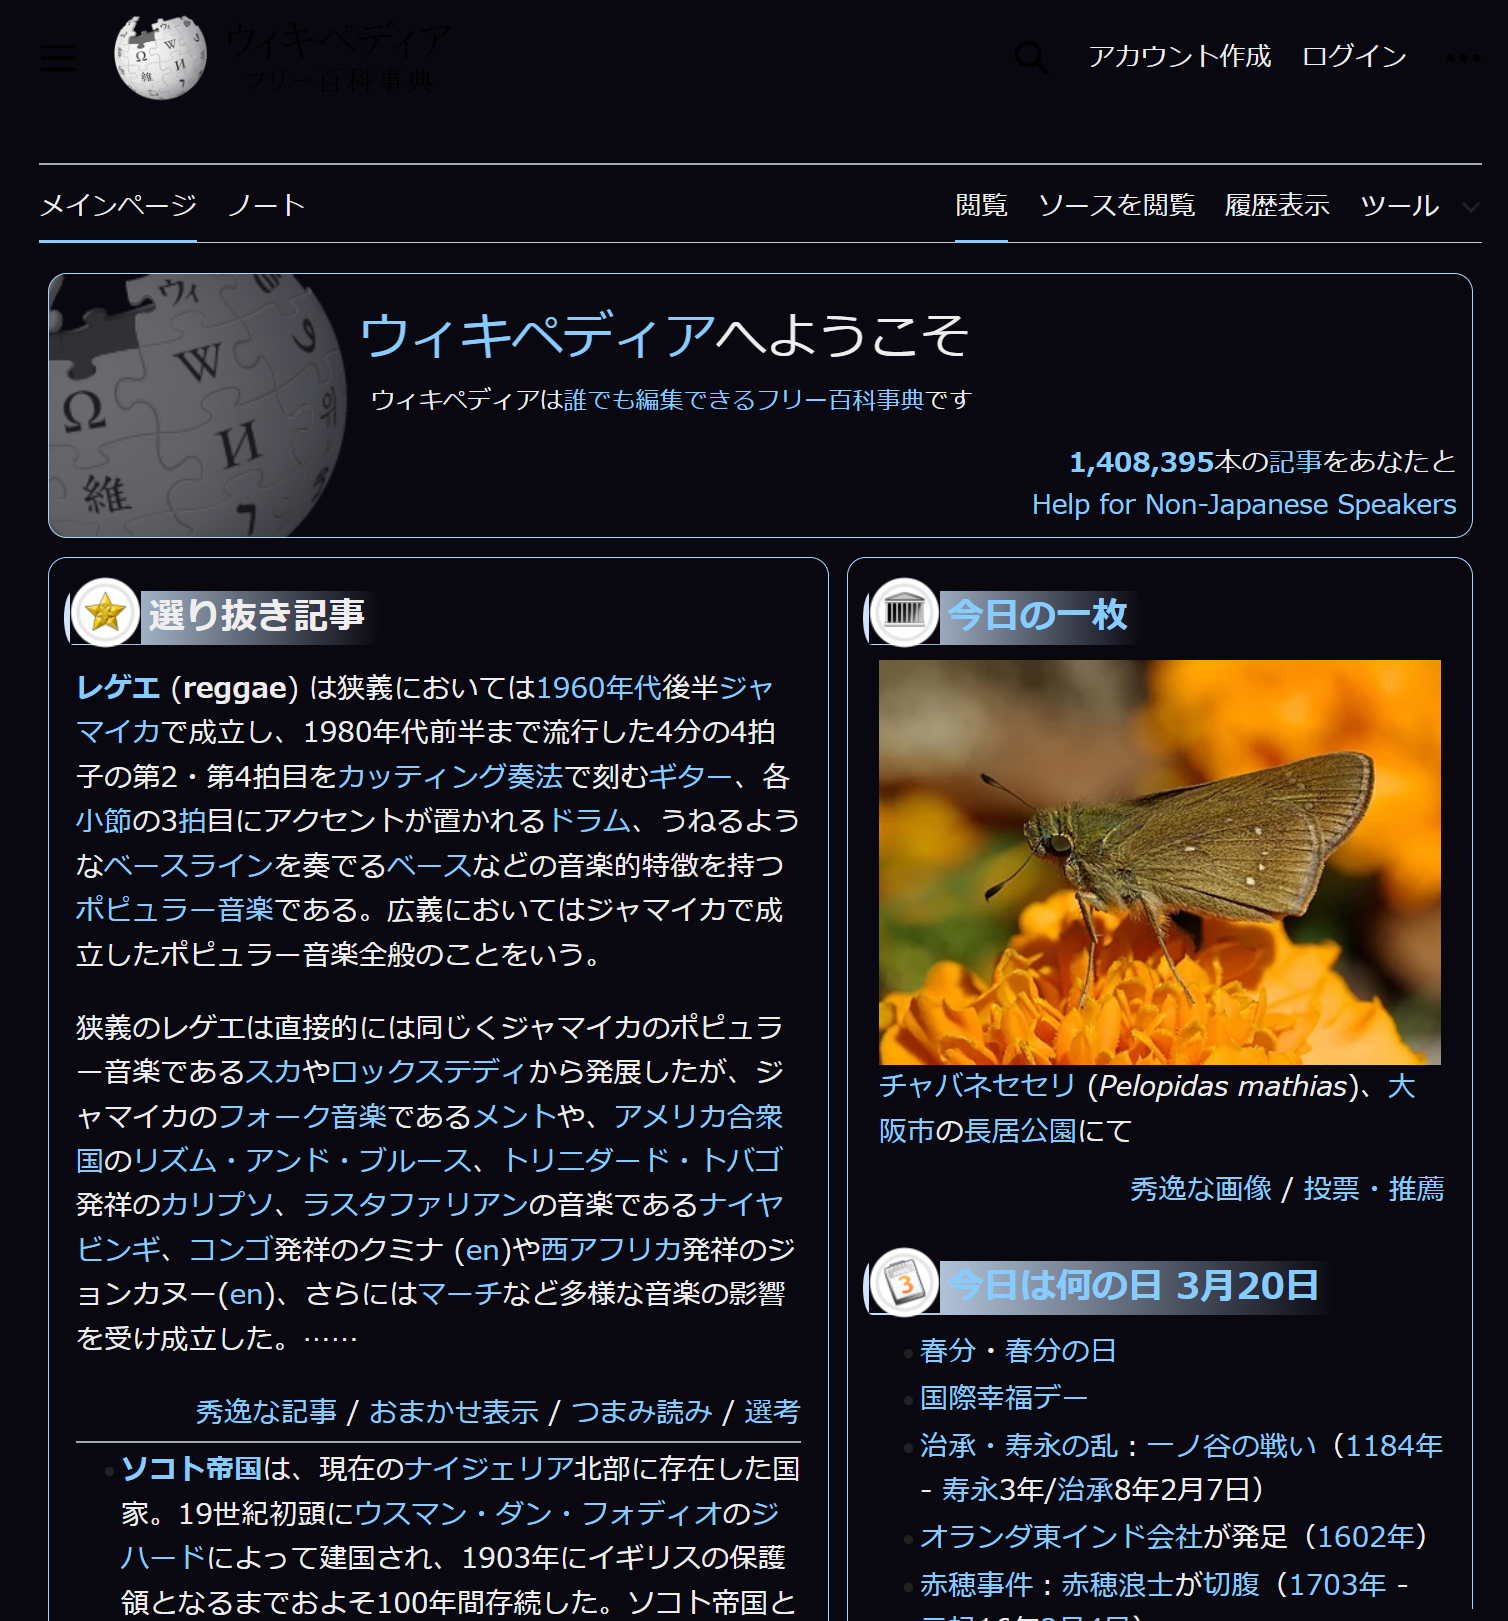 ウィキペディア
フリー百科事典
アカウント作成 ログイン
メインページ ノート
閲覧 ソースを閲覧 履歴表示 ツール
ウィキペディアへようこそ
ウィキペディアは誰でも編集できるフリー百科事典です
1,408,395本の記事をあなたと
Help for Non-Japanese Speakers
選り抜き記事
レゲエ (reggae) は狭義においては1960年代後半ジャ
マイカで成立し、1980年代前半まで流行した4分の4拍
子の第2・第4拍目をカッティング奏法で刻むギター、各
小節の3拍目にアクセントが置かれるドラム、うねるよう
なベースラインを奏でるベースなどの音楽的特徴を持つ
ポピュラー音楽である。広義においてはジャマイカで成
立したポピュラー音楽全般のことをいう。
狭義のレゲエは直接的には同じくジャマイカのポピュラ
ー音楽であるスカやロックステディから発展したが、ジ
ャマイカのフォーク音楽であるメントや、アメリカ合衆
国のリズム・アンド・ブルース、トリニダード・トバゴ
発祥のカリプソ、ラスタファリアンの音楽であるナイヤ
ビンギ、コンゴ発祥のクミナ (en)や西アフリカ発祥のジ
ョンカヌー(en)、さらにはマーチなど多様な音楽の影響
を受け成立した。……
秀逸な記事 / おまかせ表示 / つまみ読み / 選考
ソコト帝国は、現在のナイジェリア北部に存在した国
家。19世紀初頭にウスマン・ダン・フォディオのジ
ハードによって建国され、1903年にイギリスの保護
領となるまでおよそ100年間存続した。ソコト帝国と
今日の一枚
チャバネセセリ (Pelopidas mathias)、大
阪市の長居公園にて
秀逸な画像 / 投票・推薦
今日は何の日 3月20日
春分・春分の日
国際幸福デー
治承・寿永の乱：一ノ谷の戦い（1184年
- 寿永3年/治承8年2月7日）
オランダ東インド会社が発足（1602年）
赤穂事件：赤穂浪士が切腹（1703年 -